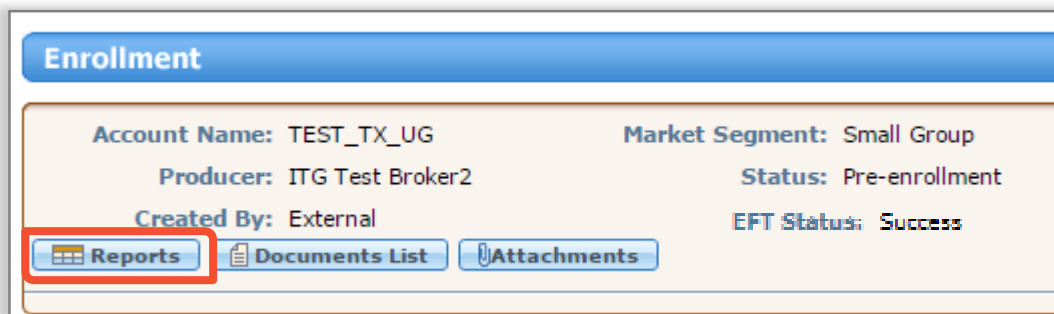 Enrollment
Account Name: TEST_TX_UG Market Segment: Small Group
Producer: ITG Test Broker2 Status: Pre-enrollment
Created By: External EFT Status: Success
Reports Documents List Attachments